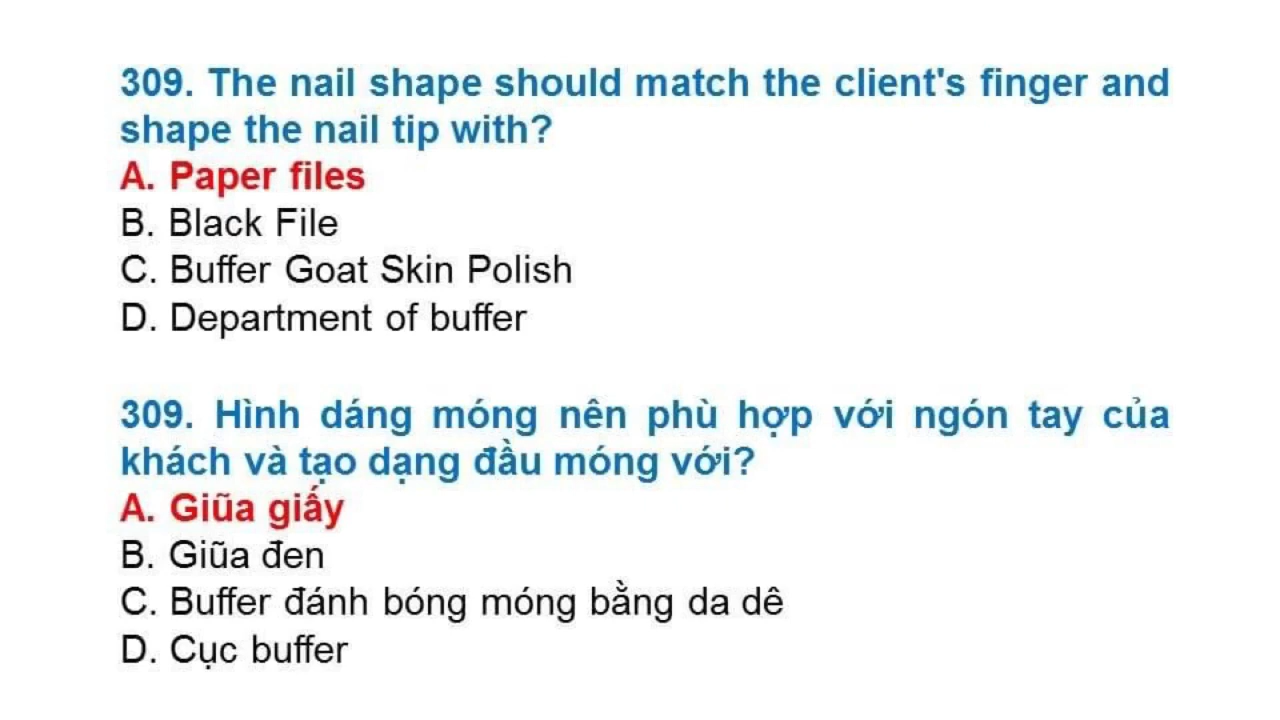 309. The nail shape should match the client's finger and
shape the nail tip with?
A. Paper files
B. Black File
C. Buffer Goat Skin Polish
D. Department of buffer
309. Hình dáng móng nên phù hợp với ngón tay của
khách và tạo dạng đầu móng với?
A. Giũa giấy
B. Giũa đen
C. Buffer đánh bóng móng bằng da dê
D. Cục buffer